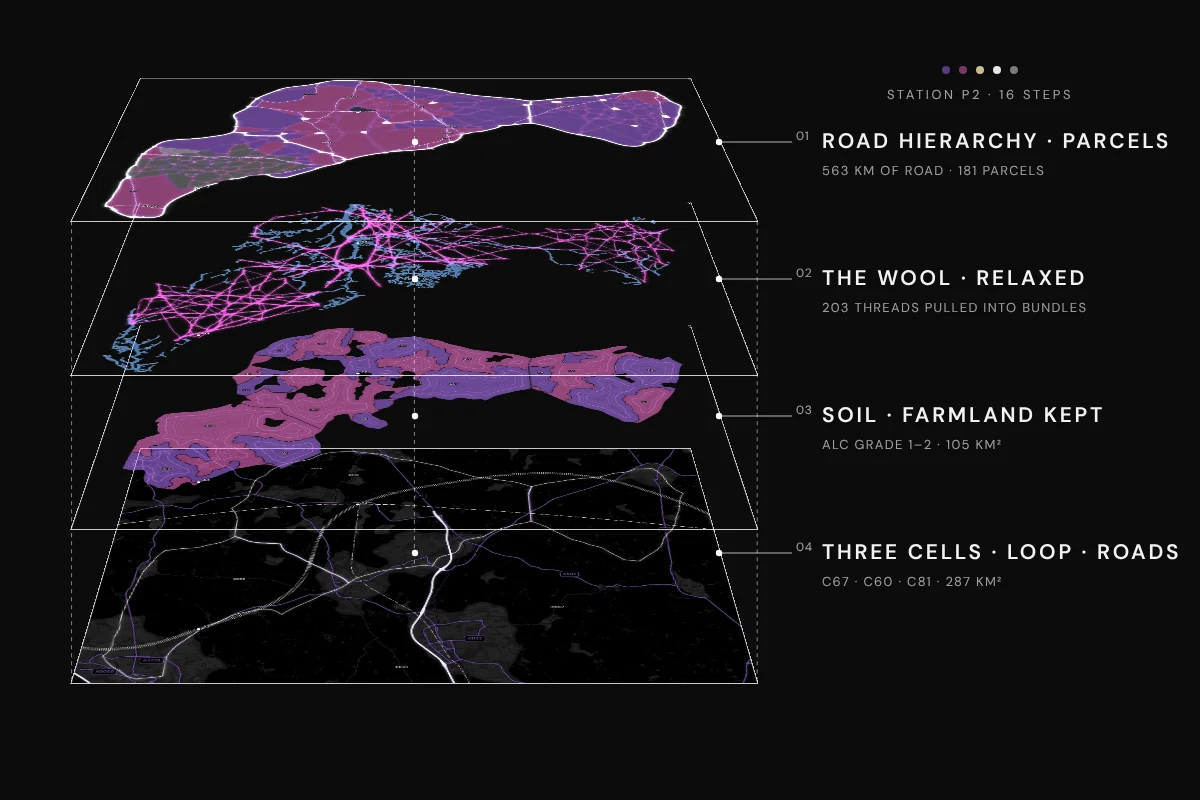 STATION P2 · 16 STEPS
01
ROAD HIERARCHY · PARCELS
563 KM OF ROAD · 181 PARCELS
02
THE WOOL · RELAXED
203 THREADS PULLED INTO BUNDLES
03
SOIL · FARMLAND KEPT
ALC GRADE 1–2 · 105 KM²
04
THREE CELLS · LOOP · ROADS
C67 · C60 · C81 · 287 KM²